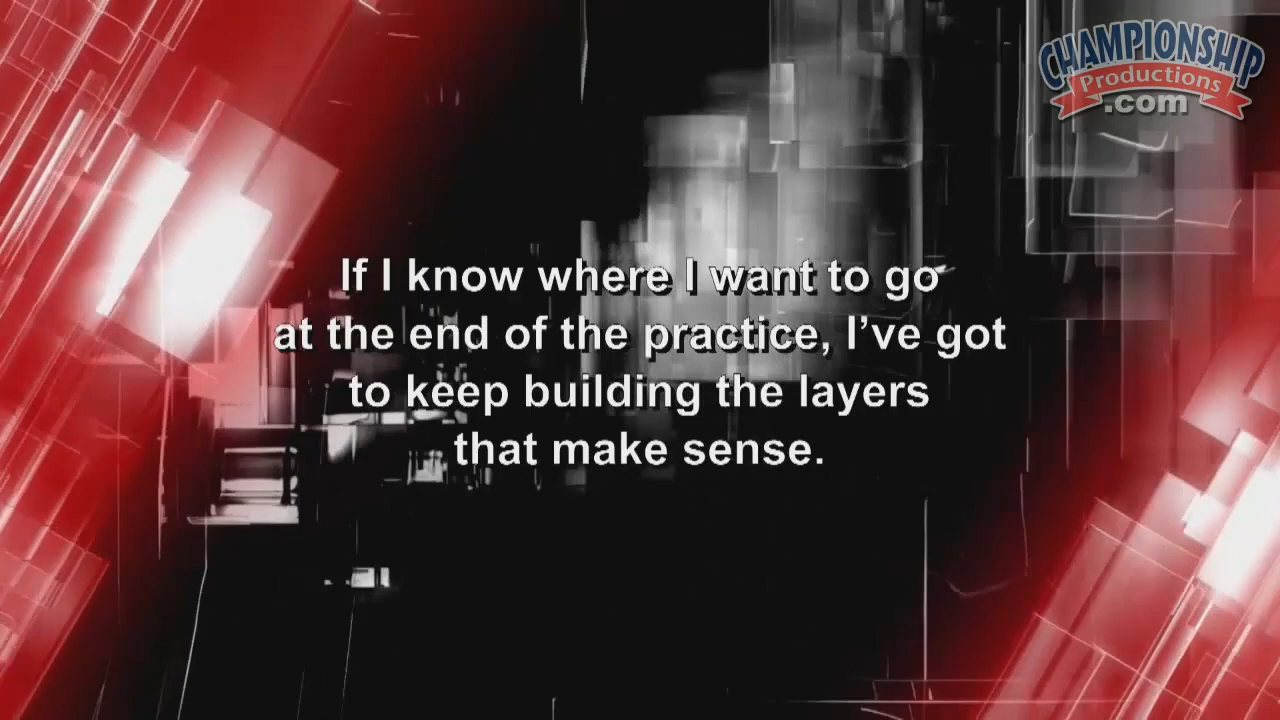 CHAMPIONSHIP
Productions
.com
If I know where I want to go
at the end of the practice, I’ve got
to keep building the layers
that make sense.